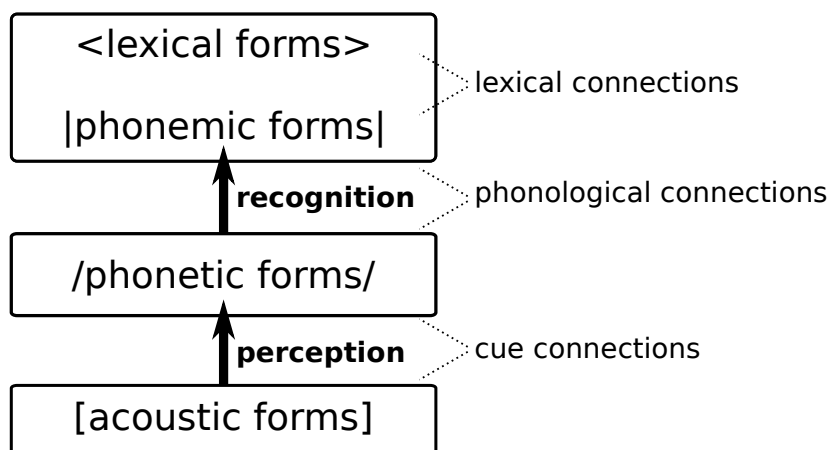 <lexical forms>
lexical connections
|phonemic forms|
recognition
phonological connections
/phonetic forms/
perception
cue connections
[acoustic forms]